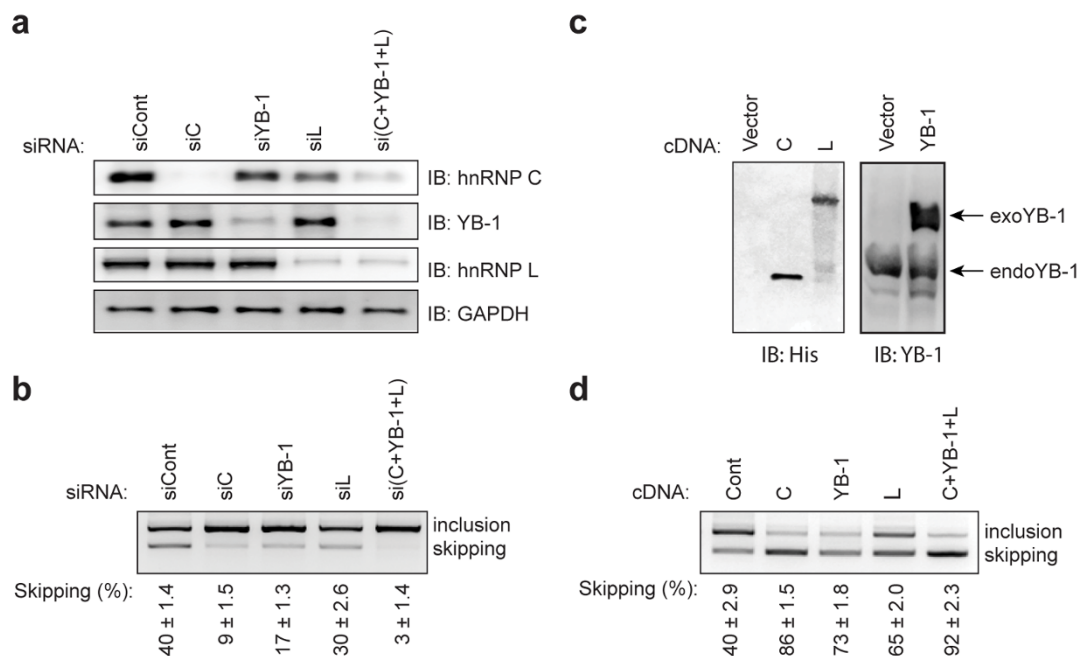 a
siRNA:
siCont
siC
siYB-1
siL
si(C+YB-1+L)
IB: hnRNP C
IB: YB-1
IB: hnRNP L
IB: GAPDH
b
siRNA:
siCont
siC
siYB-1
siL
si(C+YB-1+L)
inclusion
skipping
Skipping (%):
40 ± 1.4
9 ± 1.5
17 ± 1.3
30 ± 2.6
3 ± 1.4
c
cDNA:
Vector
C
L
Vector
YB-1
exoYB-1
endoYB-1
IB: His
IB: YB-1
d
cDNA:
Cont
C
YB-1
L
C+YB-1+L
inclusion
skipping
Skipping (%):
40 ± 2.9
86 ± 1.5
73 ± 1.8
65 ± 2.0
92 ± 2.3